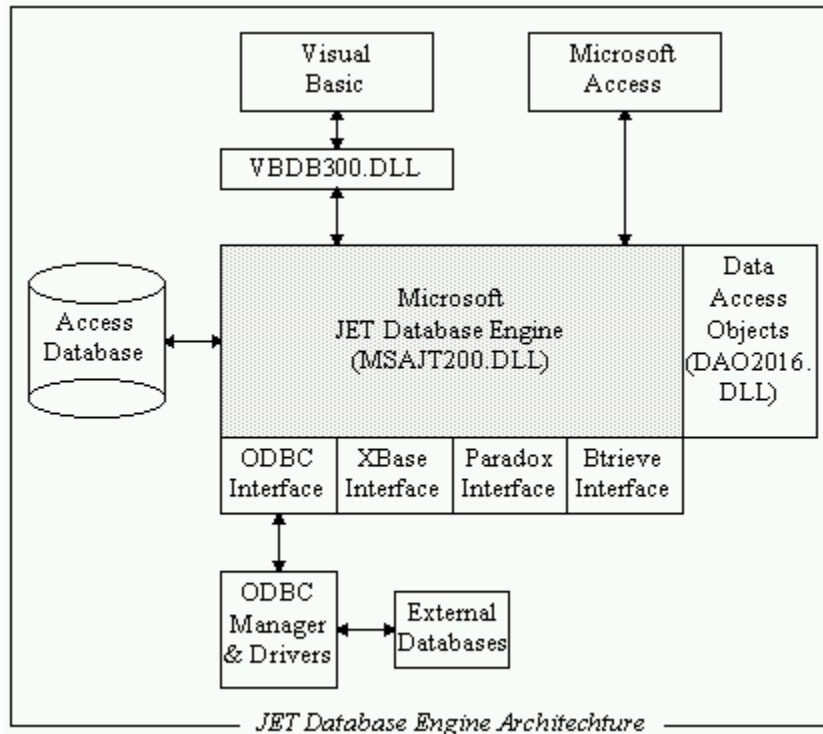 Visual
Basic
Microsoft
Access
VBDB300.DLL
Access
Database
Microsoft
JET Database Engine
(MSAJT200.DLL)
Data
Access
Objects
(DAO2016.
DLL)
ODBC
Interface
XBase
Interface
Paradox
Interface
Btrieve
Interface
ODBC
Manager
& Drivers
External
Databases
JET Database Engine Architechture